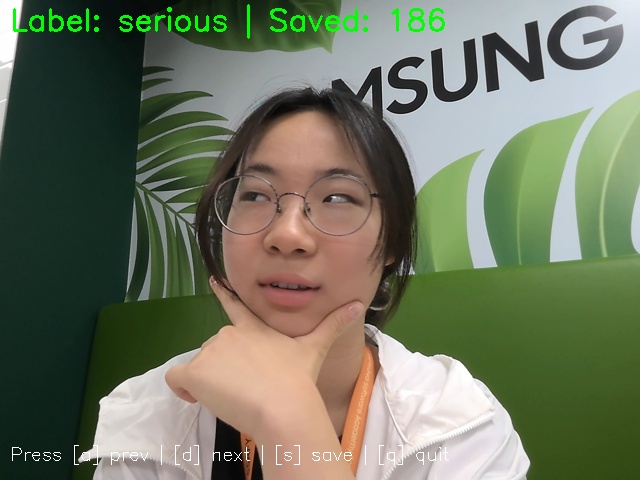 Label: serious | Saved: 186
MSUNG
Press [a] prev | [d] next | [s] save | [q] quit